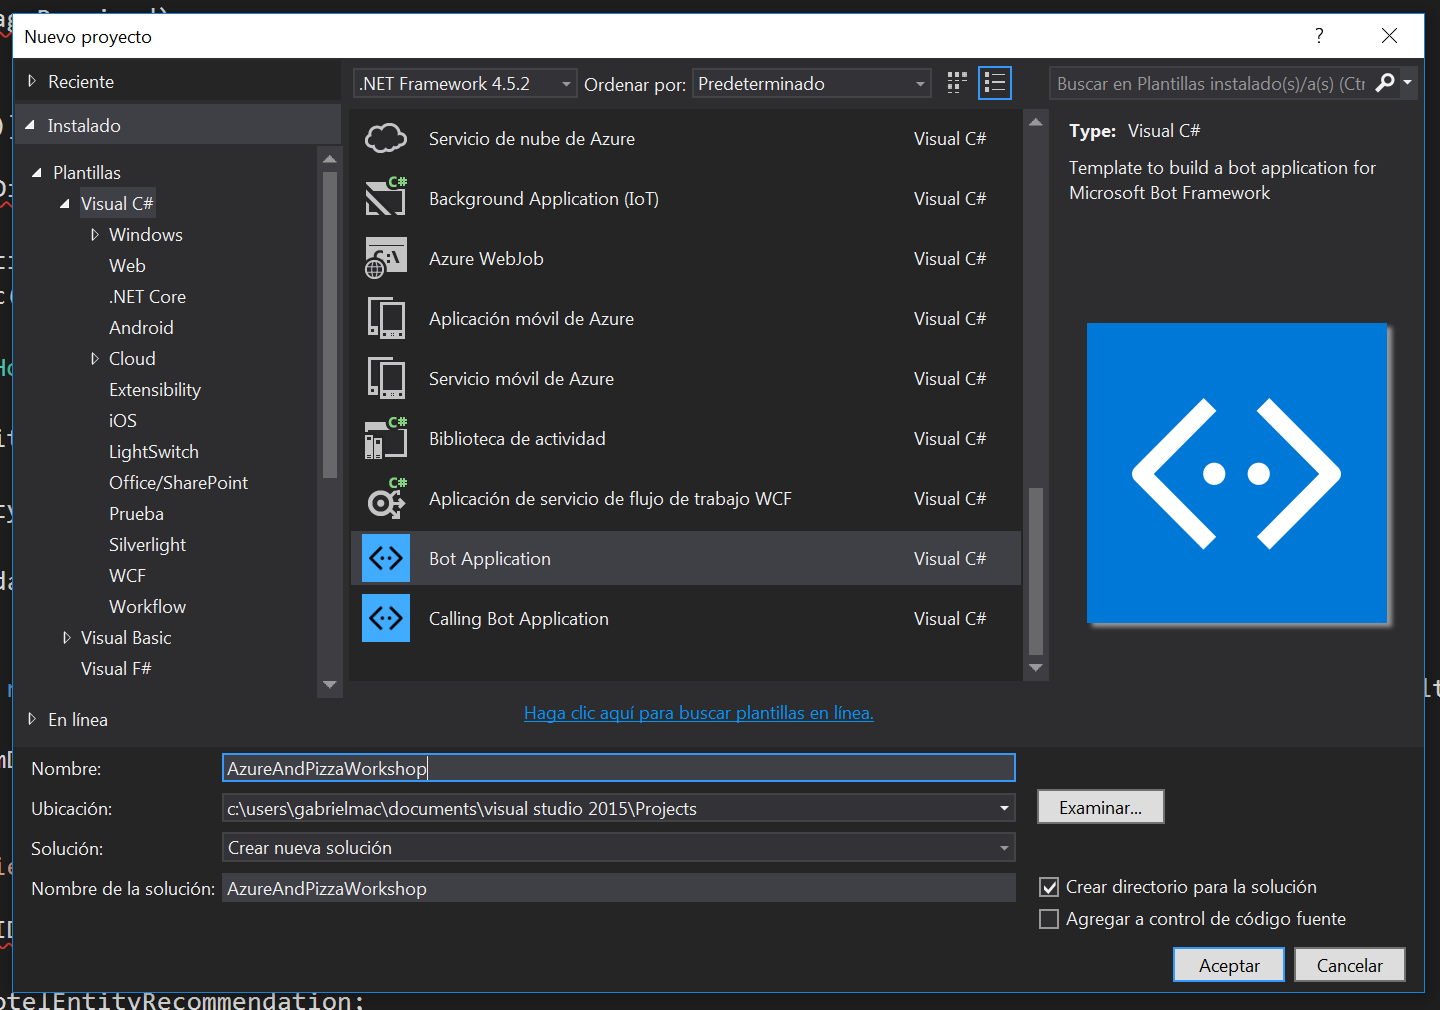 Nuevo proyecto
?
Reciente
.NET Framework 4.5.2
Ordenar por:
Predeterminado
Buscar en Plantillas instalado(s)/a(s) (Ctr
Instalado
Plantillas
Visual C#
Windows
Web
.NET Core
Android
Cloud
Extensibility
iOS
LightSwitch
Office/SharePoint
Prueba
Silverlight
WCF
Workflow
Visual Basic
Visual F#
En línea
Servicio de nube de Azure Visual C#
C# Background Application (IoT) Visual C#
Azure WebJob Visual C#
Aplicación móvil de Azure Visual C#
Servicio móvil de Azure Visual C#
C# Biblioteca de actividad Visual C#
C# Aplicación de servicio de flujo de trabajo WCF Visual C#
Bot Application Visual C#
Calling Bot Application Visual C#
Haga clic aquí para buscar plantillas en línea.
Type: Visual C#
Template to build a bot application for
Microsoft Bot Framework
Nombre: AzureAndPizzaWorkshop
Ubicación: c:\users\gabrielmac\documents\visual studio 2015\Projects
Examinar...
Solución: Crear nueva solución
Nombre de la solución: AzureAndPizzaWorkshop
Crear directorio para la solución
Agregar a control de código fuente
Aceptar Cancelar
otelEntityRecommendation;